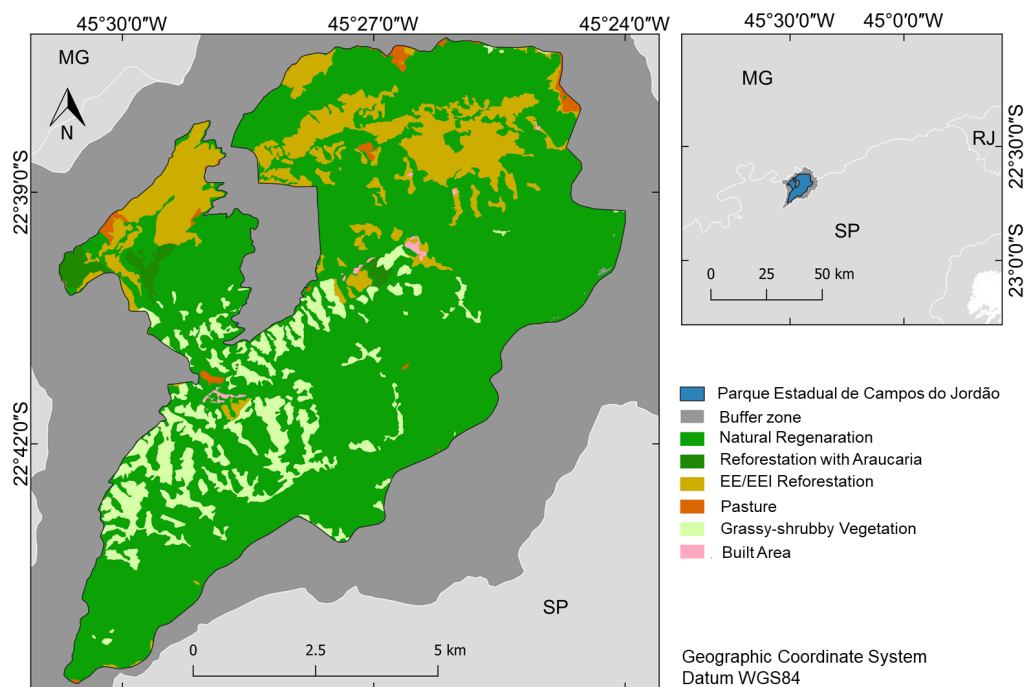 45°30'0"W 45°27'0"W 45°24'0"W
MG
N
22°39'0"S
22°42'0"S
SP
0 2.5 5 km
45°30'0"W 45°0'0"W
MG
RJ
SP
22°30'0"S
23°0'0"S
0 25 50 km
Parque Estadual de Campos do Jordão
Buffer zone
Natural Regenaration
Reforestation with Araucaria
EE/EEI Reforestation
Pasture
Grassy-shrubby Vegetation
Built Area
Geographic Coordinate System
Datum WGS84